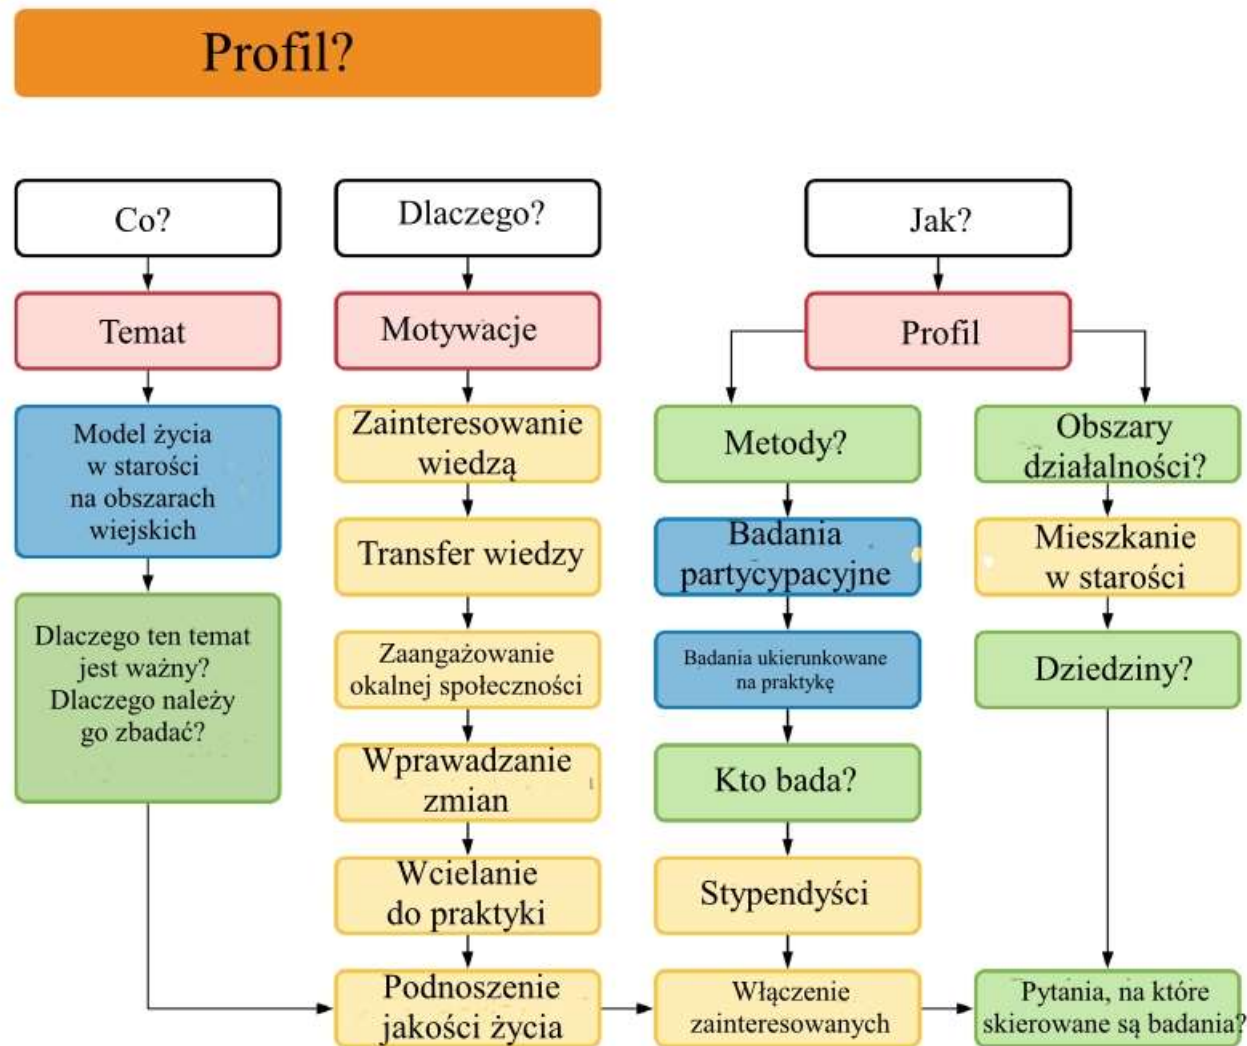 Profil?
Co?
Dlaczego?
Jak?
Temat
Motywacje
Profil
Model życia
w starości
na obszarach
wiejskich
Dlaczego ten temat
jest ważny?
Dlaczego należy
go zbadać?
Zainteresowanie
wiedzą
Transfer wiedzy
Zaangażowanie
okalnej społeczności
Wprawadzanie
zmian
Wcielanie
do praktyki
Podnoszenie
jakości życia
Metody?
Badania
partycypacyjne
Badania ukierunkowane
na praktykę
Kto bada?
Stypendyści
Włączenie
zainteresowanych
Obszary
działalności?
Mieszkanie
w starości
Dziedziny?
Pytania, na które
skierowane są badania?